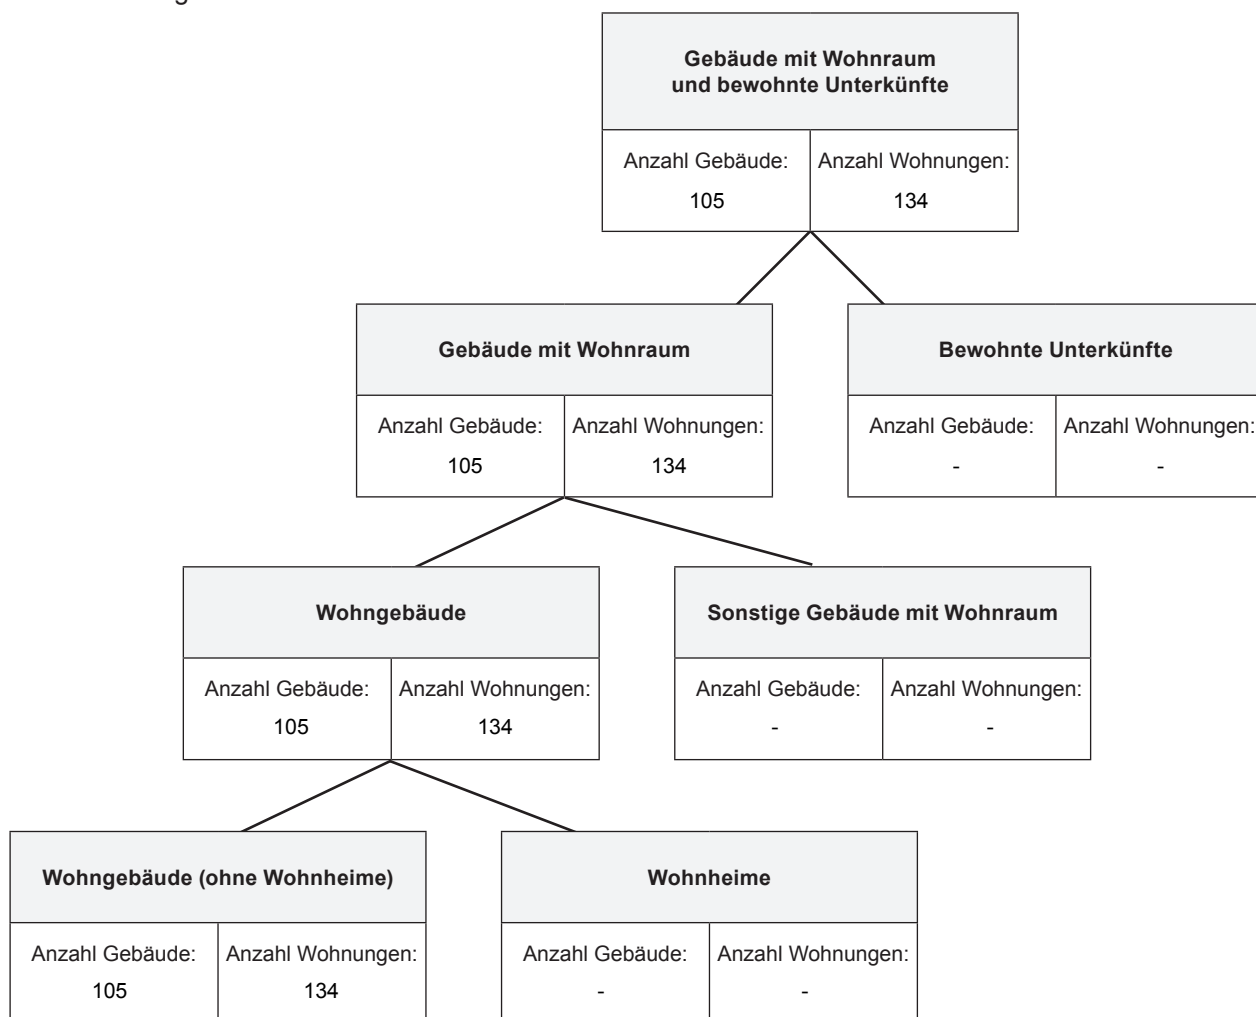 Gebäude mit Wohnraum
und bewohnte Unterkünfte
Anzahl Gebäude: Anzahl Wohnungen:
105 134
Gebäude mit Wohnraum Bewohnte Unterkünfte
Anzahl Gebäude: Anzahl Wohnungen: Anzahl Gebäude: Anzahl Wohnungen:
105 134 - -
Wohngebäude Sonstige Gebäude mit Wohnraum
Anzahl Gebäude: Anzahl Wohnungen: Anzahl Gebäude: Anzahl Wohnungen:
105 134 - -
Wohngebäude (ohne Wohnheime) Wohnheime
Anzahl Gebäude: Anzahl Wohnungen: Anzahl Gebäude: Anzahl Wohnungen:
105 134 - -